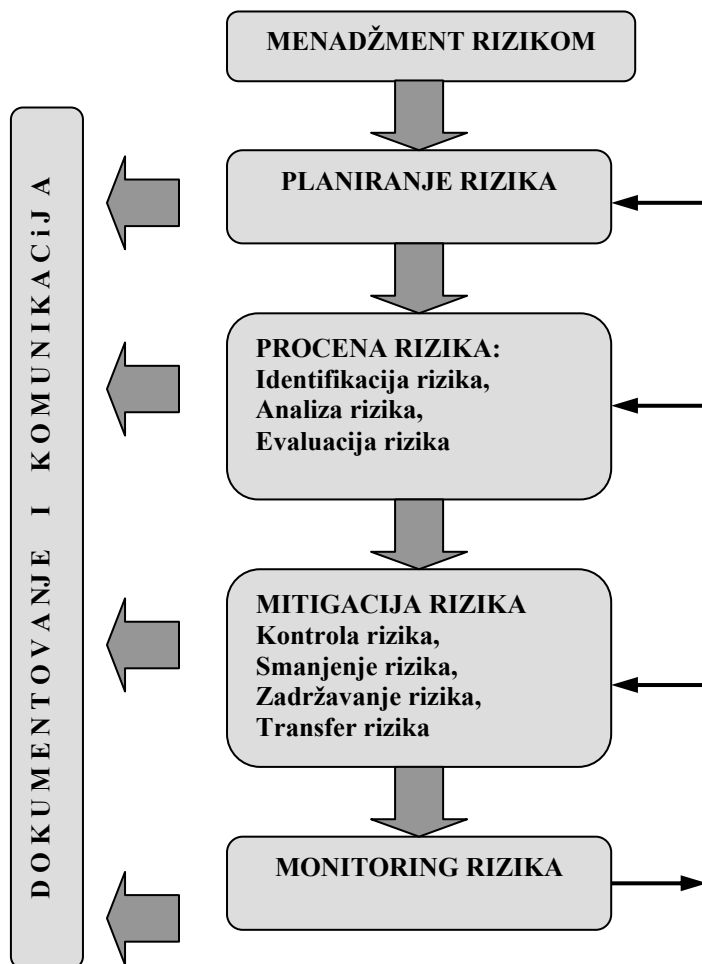 MENADŽMENT RIZIKOM
PLANIRANJE RIZIKA
PROCENA RIZIKA:
Identifikacija rizika,
Analiza rizika,
Evaluacija rizika
MITIGACIJA RIZIKA
Kontrola rizika,
Smanjenje rizika,
Zadržavanje rizika,
Transfer rizika
MONITORING RIZIKA
DOKUMENTOVANJE I KOMUNIKACiJA